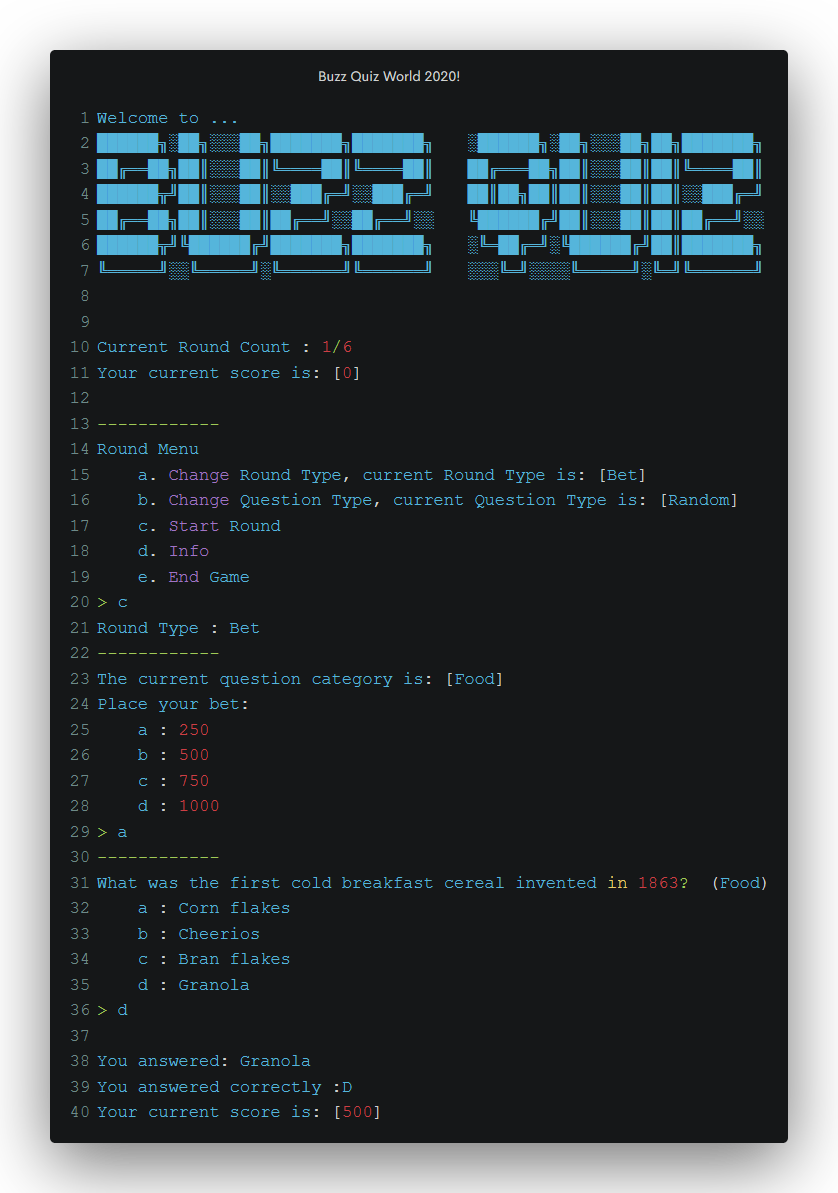 Buzz Quiz World 2020!
1 Welcome to ...
2 ██████╗░██╗░░░██╗███████╗███████╗   ░██████╗░██╗░░░██╗██╗███████╗
3 ██╔══██╗██║░░░██║╚════██║╚════██║   ██╔═══██╗██║░░░██║██║╚════██║
4 ██████╦╝██║░░░██║░░███╔═╝░░███╔═╝   ██║██╗██║██║░░░██║██║░░███╔═╝
5 ██╔══██╗██║░░░██║██╔══╝░░██╔══╝░░   ╚██████╔╝██║░░░██║██║██╔══╝░░
6 ██████╦╝╚██████╔╝███████╗███████╗   ░╚═██╔═╝░╚██████╔╝██║███████╗
7 ╚═════╝░░╚═════╝░╚══════╝╚══════╝   ░░░╚═╝░░░░╚═════╝░╚═╝╚══════╝
8
9
10 Current Round Count : 1/6
11 Your current score is: [0]
12
13 ------------
14 Round Menu
15     a. Change Round Type, current Round Type is: [Bet]
16     b. Change Question Type, current Question Type is: [Random]
17     c. Start Round
18     d. Info
19     e. End Game
20 > c
21 Round Type : Bet
22 ------------
23 The current question category is: [Food]
24 Place your bet:
25     a : 250
26     b : 500
27     c : 750
28     d : 1000
29 > a
30 ------------
31 What was the first cold breakfast cereal invented in 1863?  (Food)
32     a : Corn flakes
33     b : Cheerios
34     c : Bran flakes
35     d : Granola
36 > d
37
38 You answered: Granola
39 You answered correctly :D
40 Your current score is: [500]